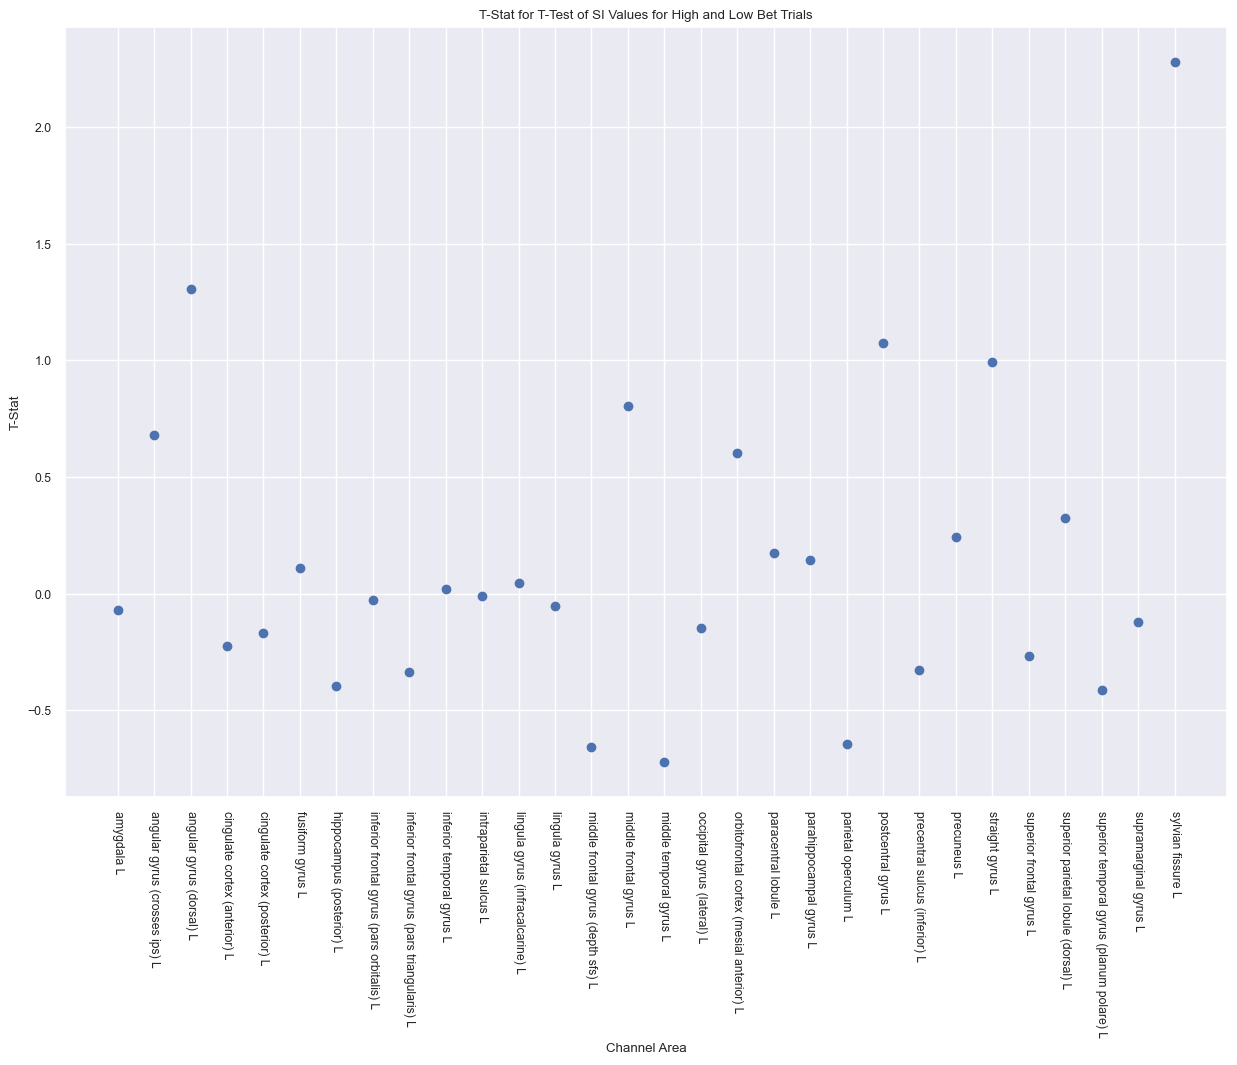 T-Stat for T-Test of SI Values for High and Low Bet Trials
T-Stat
2.0
1.5
1.0
0.5
0.0
−0.5
amygdala L
angular gyrus (crosses ips) L
angular gyrus (dorsal) L
cingulate cortex (anterior) L
cingulate cortex (posterior) L
fusiform gyrus L
hippocampus (posterior) L
inferior frontal gyrus (pars orbitalis) L
inferior frontal gyrus (pars triangularis) L
inferior temporal gyrus L
intraparietal sulcus L
lingula gyrus (infracalcarine) L
lingula gyrus L
middle frontal gyrus (depth sfs) L
middle frontal gyrus L
middle temporal gyrus L
occipital gyrus (lateral) L
orbitofrontal cortex (mesial anterior) L
paracentral lobule L
parahippocampal gyrus L
parietal operculum L
postcentral gyrus L
precentral sulcus (inferior) L
precuneus L
straight gyrus L
superior frontal gyrus L
superior parietal lobule (dorsal) L
superior temporal gyrus (planum polare) L
supramarginal gyrus L
sylvian fissure L
Channel Area